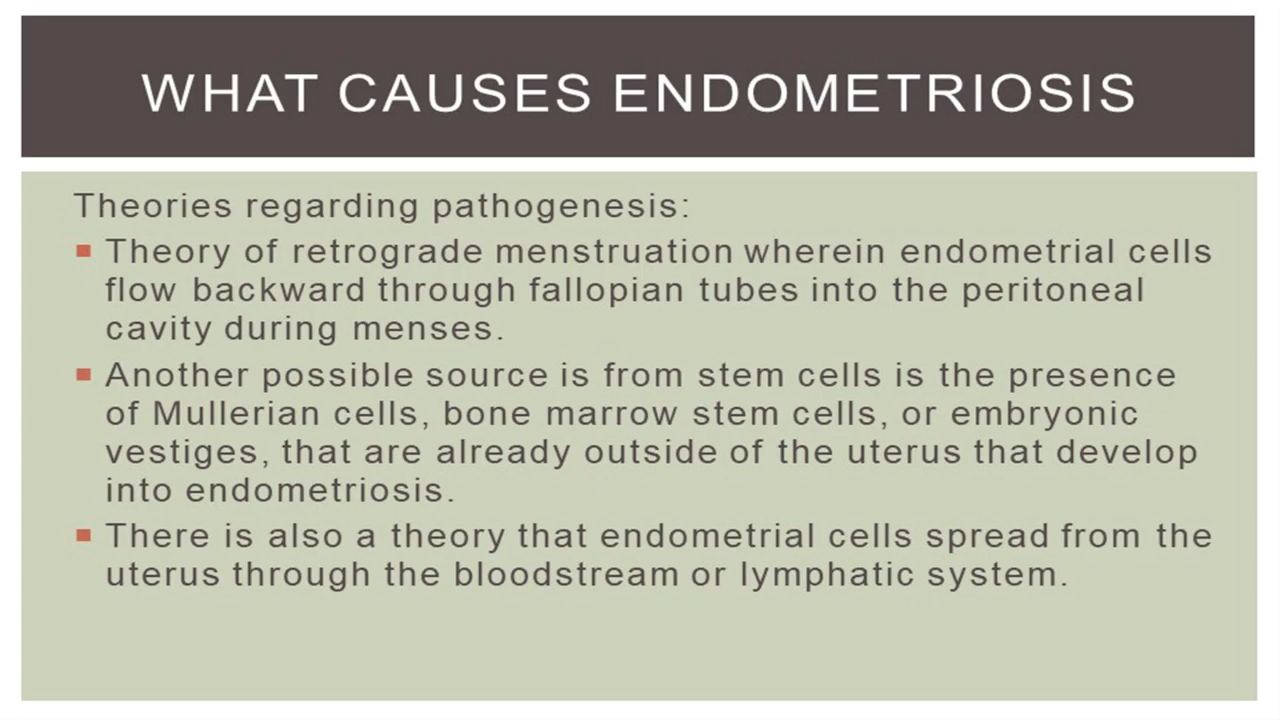 WHAT CAUSES ENDOMETRIOSIS
Theories regarding pathogenesis:
Theory of retrograde menstruation wherein endometrial cells
flow backward through fallopian tubes into the peritoneal
cavity during menses.
Another possible source is from stem cells is the presence
of Mullerian cells, bone marrow stem cells, or embryonic
vestiges, that are already outside of the uterus that develop
into endometriosis.
There is also a theory that endometrial cells spread from the
uterus through the bloodstream or lymphatic system.